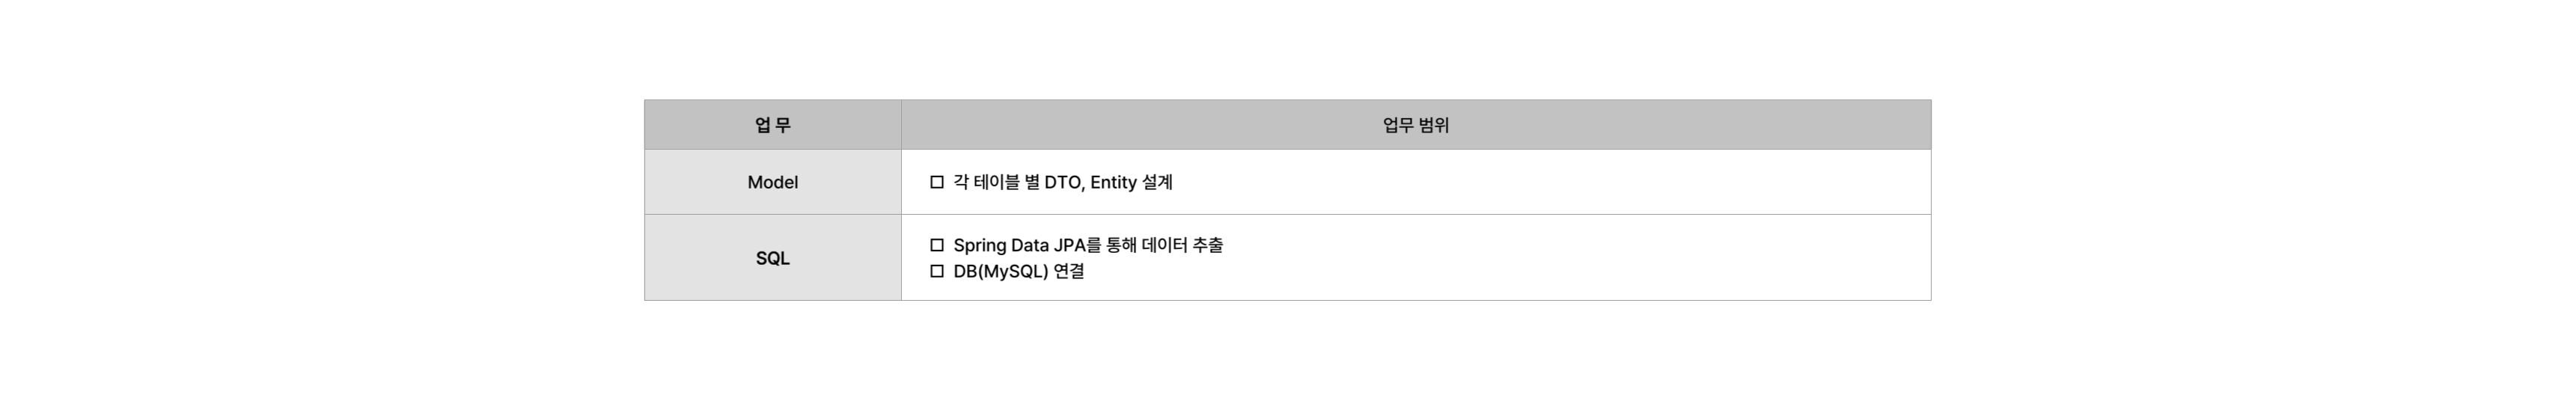 업 무
업무 범위
Model
☐ 각 테이블 별 DTO, Entity 설계
SQL
☐ Spring Data JPA를 통해 데이터 추출
☐ DB(MySQL) 연결